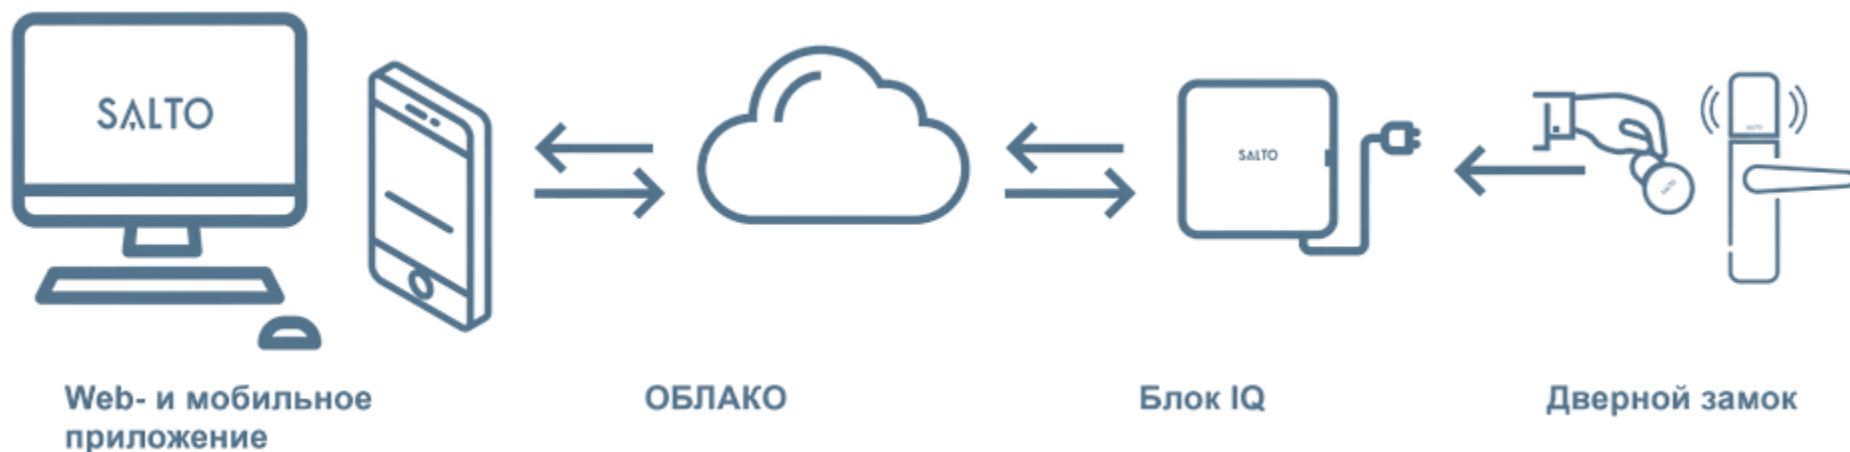 SALTO
SALTO
Web- и мобильное
приложение
ОБЛАКО
Блок IQ
Дверной замок